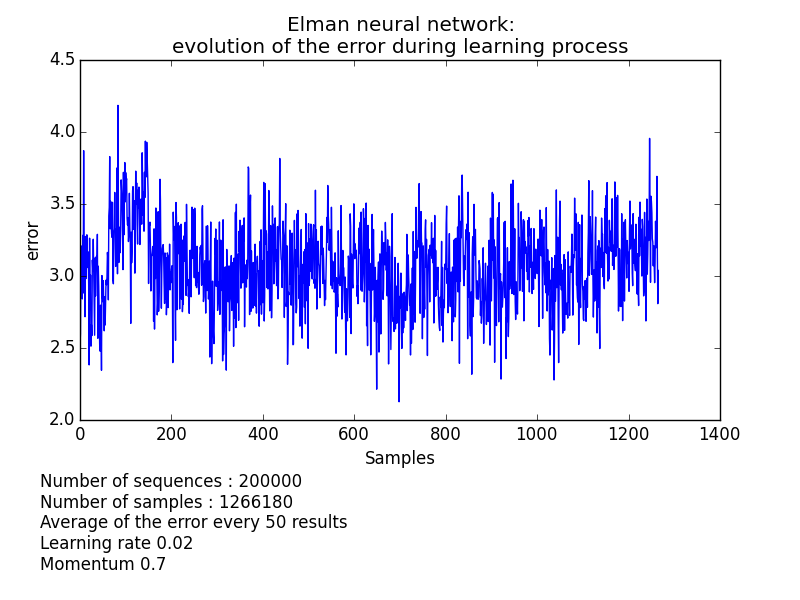 Elman neural network:
evolution of the error during learning process
4.5
4.0
3.5
3.0
2.5
2.0
error
0 200 400 600 800 1000 1200 1400
Samples
Number of sequences : 200000
Number of samples : 1266180
Average of the error every 50 results
Learning rate 0.02
Momentum 0.7